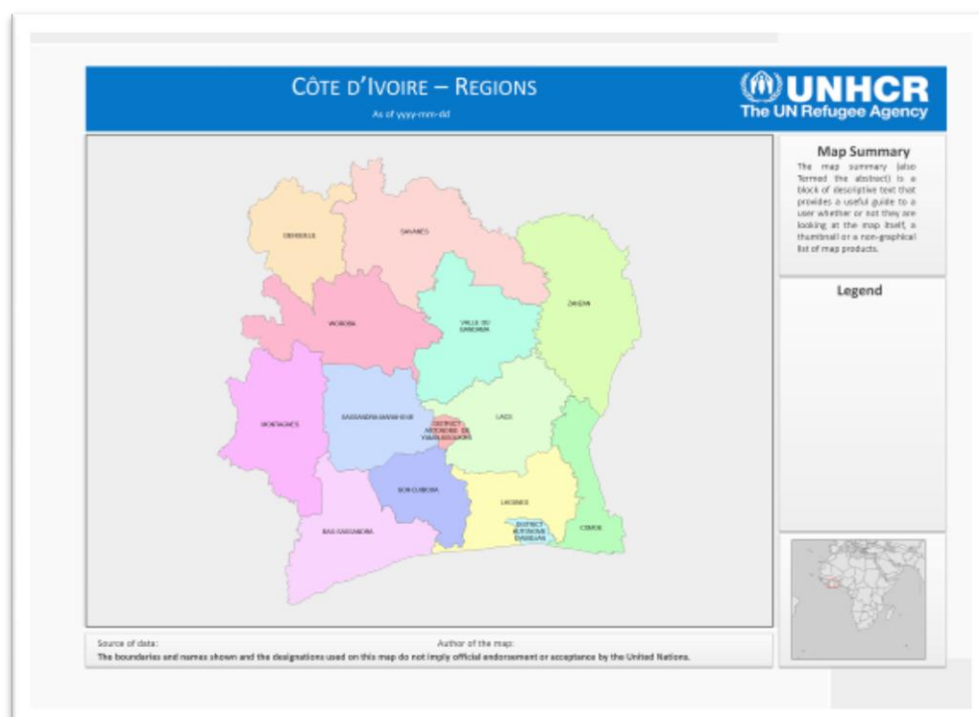 CÔTE D'IVOIRE – REGIONS
As of yyyy-mm-dd
UNHCR
The UN Refugee Agency
Map Summary
The map summary (also
Termed the abstract) is a
block of descriptive text that
provides a useful guide to a
user whether or not they are
looking at the map itself, a
thumbnail or a non-graphical
list of map products.
Legend
DENGUELE
SAVANES
ZANZAN
WOROBA
VALLE DU
BANDAMA
MONTAGNES
SASSANDRA-MARAHOUE
DISTRICT
AUTONOME DE
LACS
GOH-DJIBOUA
LAGUNES
BAS-SASSANDRA
DISTRICT
AUTONOME
D'ABIDJAN
COMOE
Source of data:
Author of the map:
The boundaries and names shown and the designations used on this map do not imply official endorsement or acceptance by the United Nations.